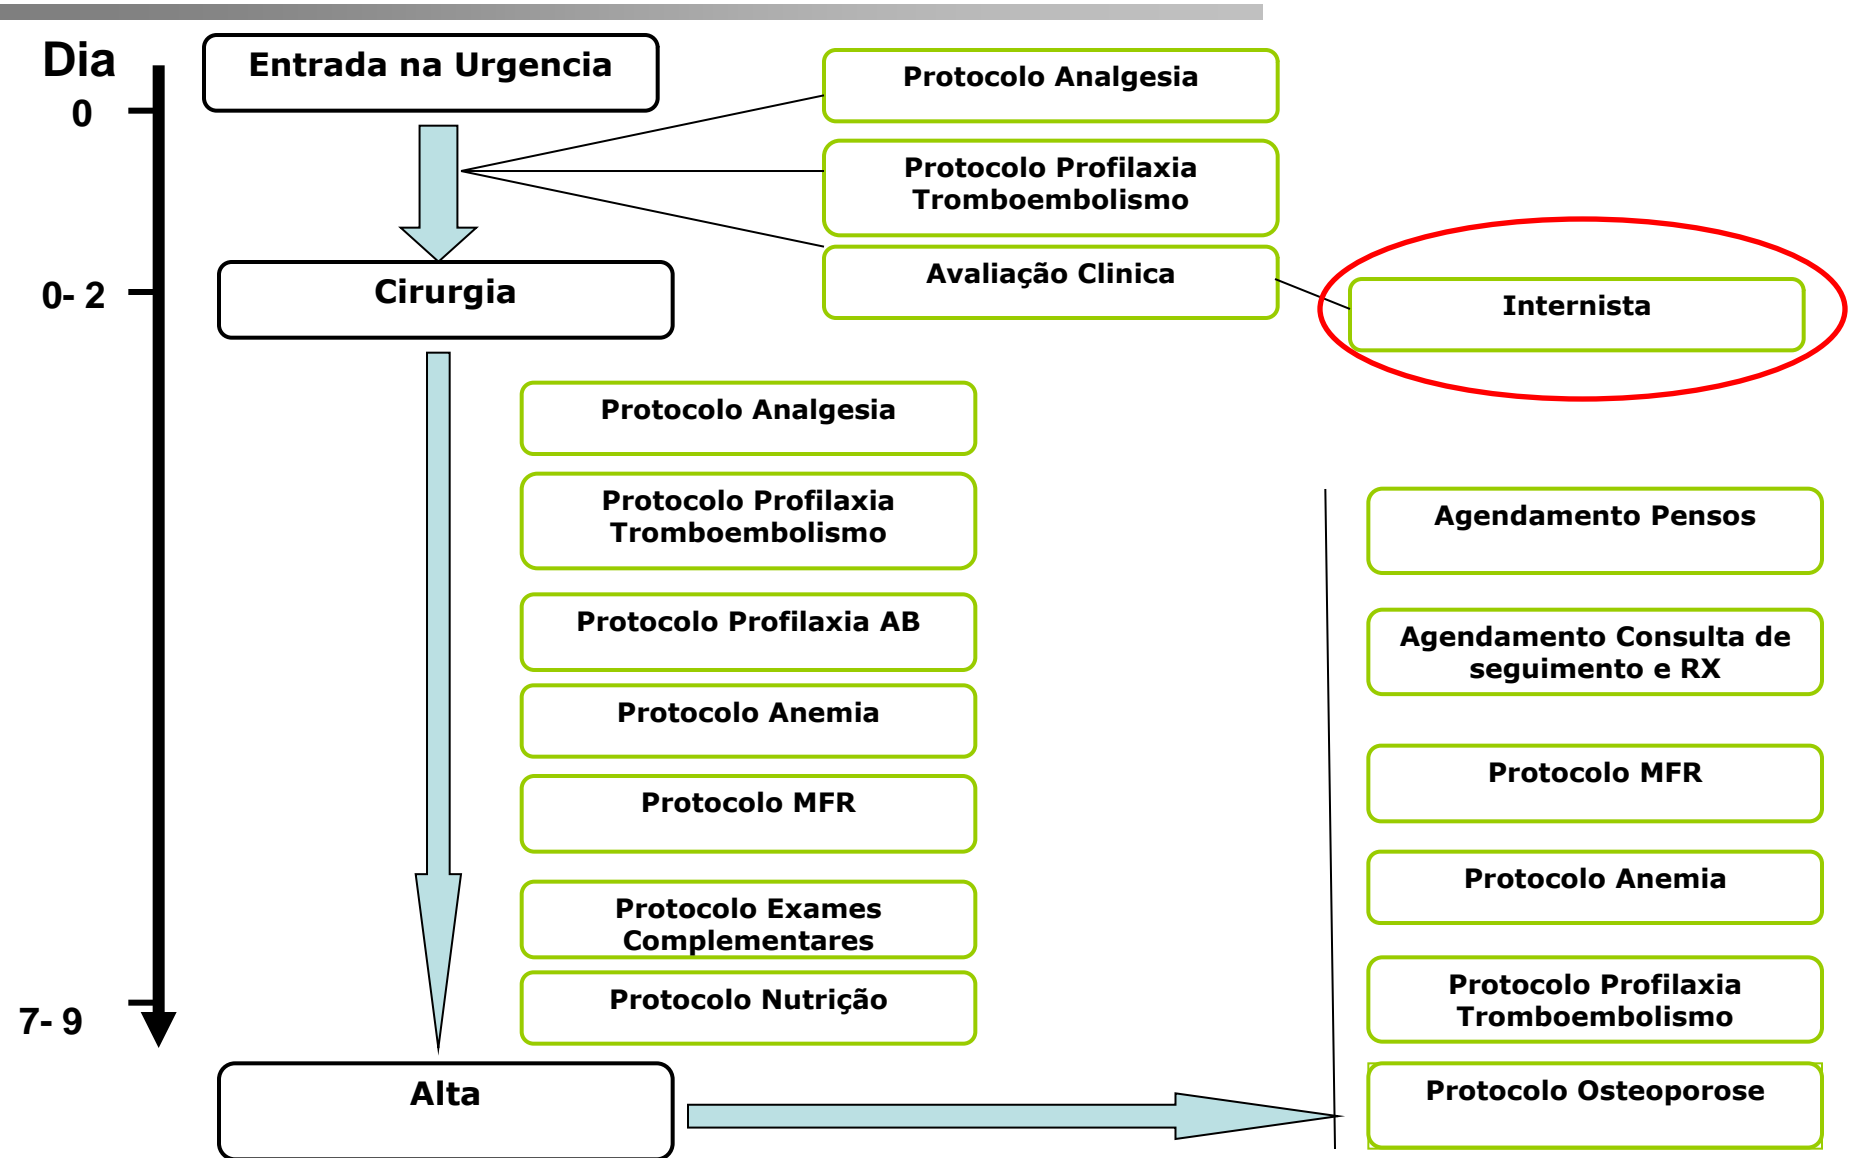 Dia
0
Entrada na Urgencia
Protocolo Analgesia
Protocolo Profilaxia
Tromboembolismo
Avaliação Clinica
Internista
0- 2
Cirurgia
Protocolo Analgesia
Protocolo Profilaxia
Tromboembolismo
Protocolo Profilaxia AB
Protocolo Anemia
Protocolo MFR
Protocolo Exames
Complementares
Protocolo Nutrição
7- 9
Alta
Agendamento Pensos
Agendamento Consulta de
seguimento e RX
Protocolo MFR
Protocolo Anemia
Protocolo Profilaxia
Tromboembolismo
Protocolo Osteoporose